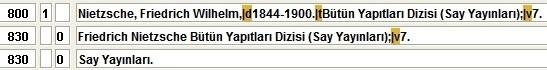 800 1 Nietzsche, Friedrich Wilhelm,|d1844-1900.|tBütün Yapıtları Dizisi (Say Yayınları);|v7.
830 0 Friedrich Nietzsche Bütün Yapıtları Dizisi (Say Yayınları);|v7.
830 0 Say Yayınları.